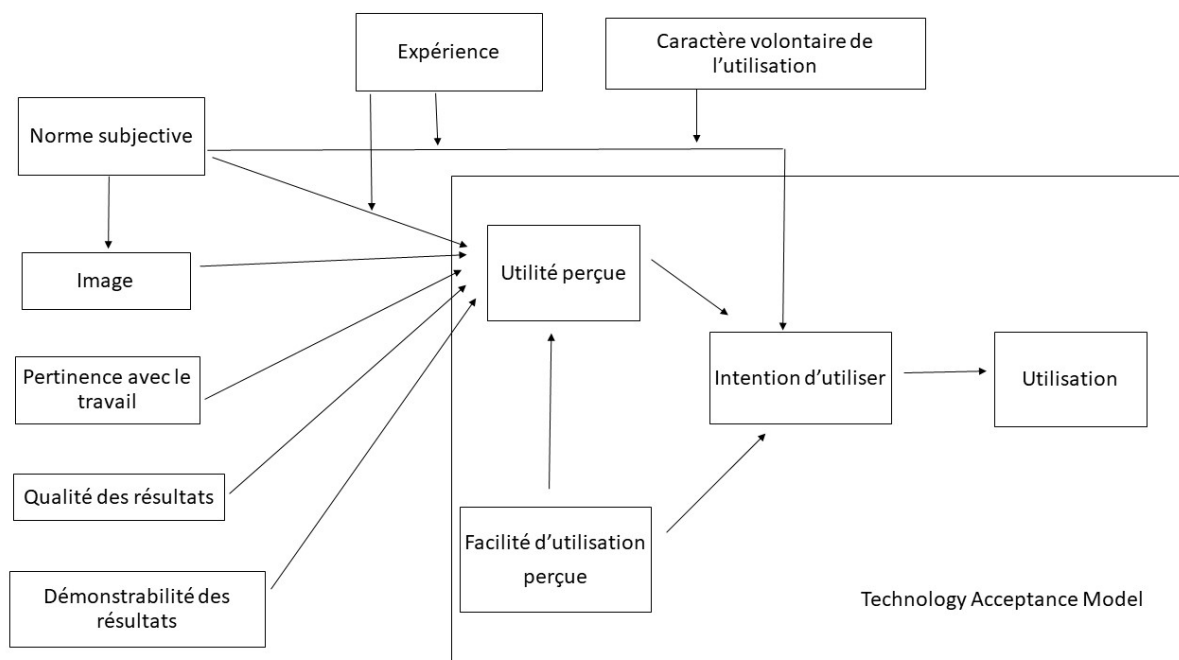 Expérience
Caractère volontaire de
l’utilisation
Norme subjective
Image
Utilité perçue
Pertinence avec le
travail
Intention d’utiliser
Utilisation
Qualité des résultats
Facilité d’utilisation
perçue
Démonstrabilité des
résultats
Technology Acceptance Model